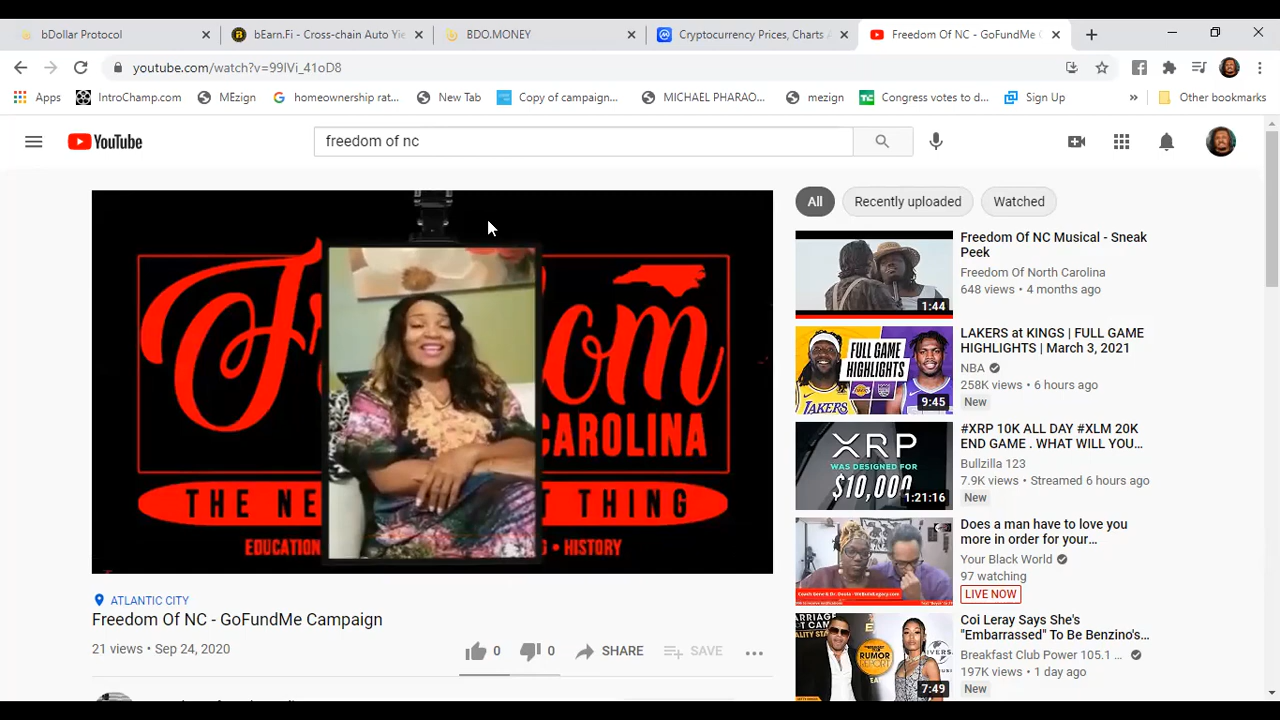 bDollar Protocol
bEarn.Fi - Cross-chain Auto Yie
BDO.MONEY
Cryptocurrency Prices, Charts A
Freedom Of NC - GoFundMe C
youtube.com/watch?v=99lVi_41oD8
Apps
IntroChamp.com
MEzign
homeownership rat...
New Tab
Copy of campaign...
MICHAEL PHARAO...
mezign
TC
Congress votes to d...
Sign Up
»
Other bookmarks
YouTube
freedom of nc
CAROLINA
THE NE
T THING
EDUCATION
• HISTORY
ATLANTIC CITY
Freedom Of NC - GoFundMe Campaign
21 views • Sep 24, 2020
0
0
SHARE
SAVE
All
Recently uploaded
Watched
1:44
Freedom Of NC Musical - Sneak
Peek
Freedom Of North Carolina
648 views • 4 months ago
FULL GAME
HIGHLIGHTS
LAKERS
9:45
LAKERS at KINGS | FULL GAME
HIGHLIGHTS | March 3, 2021
NBA
258K views • 6 hours ago
New
XRP
WAS DESIGNED FOR
$10,000
1:21:16
#XRP 10K ALL DAY #XLM 20K
END GAME . WHAT WILL YOU...
Bullzilla 123
7.9K views • Streamed 6 hours ago
New
Does a man have to love you
more in order for your...
Your Black World
97 watching
LIVE NOW
RUMOR
REPORT
7:49
Coi Leray Says She's
"Embarrassed" To Be Benzino's...
Breakfast Club Power 105.1 ...
197K views • 1 day ago
New